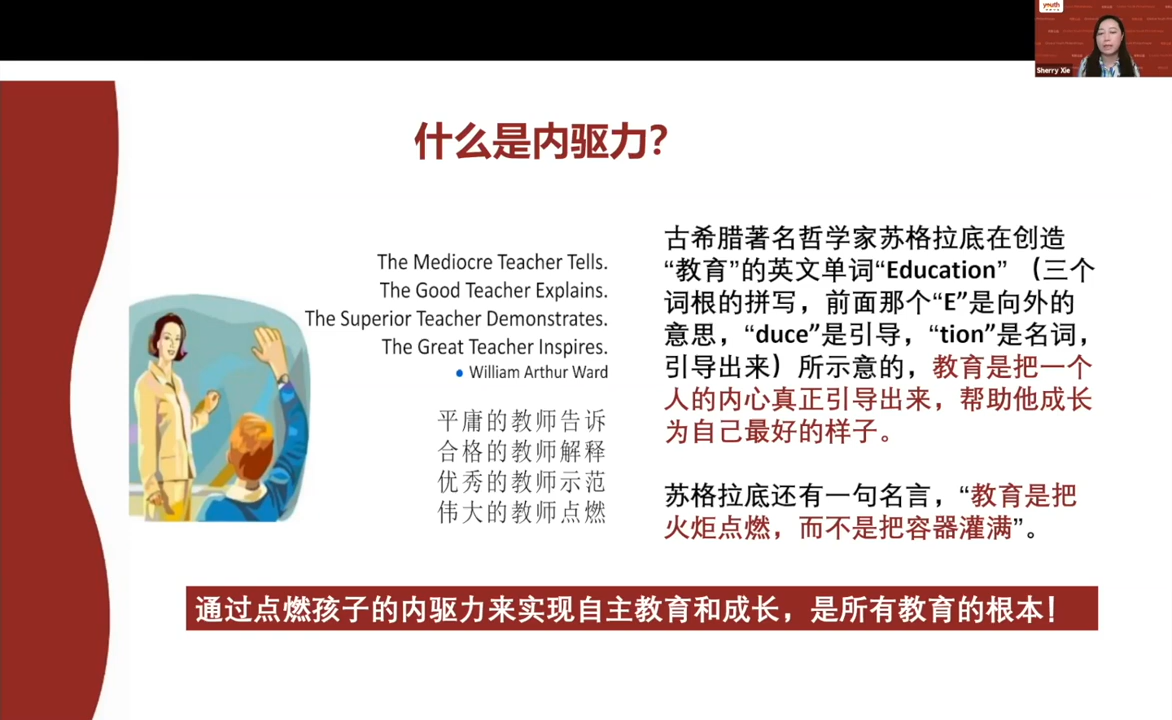 youth
Sherry Xie
什么是内驱力？
The Mediocre Teacher Tells.
The Good Teacher Explains.
The Superior Teacher Demonstrates.
The Great Teacher Inspires.
• William Arthur Ward
平庸的教师告诉
合格的教师解释
优秀的教师示范
伟大的教师点燃
古希腊著名哲学家苏格拉底在创造
“教育”的英文单词“Education”（三个
词根的拼写，前面那个“E”是向外的
意思，“duce”是引导，“tion”是名词，
引导出来）所示意的，教育是把一个
人的内心真正引导出来，帮助他成长
为自己最好的样子。
苏格拉底还有一句名言，“教育是把
火炬点燃，而不是把容器灌满”。
通过点燃孩子的内驱力来实现自主教育和成长，是所有教育的根本！